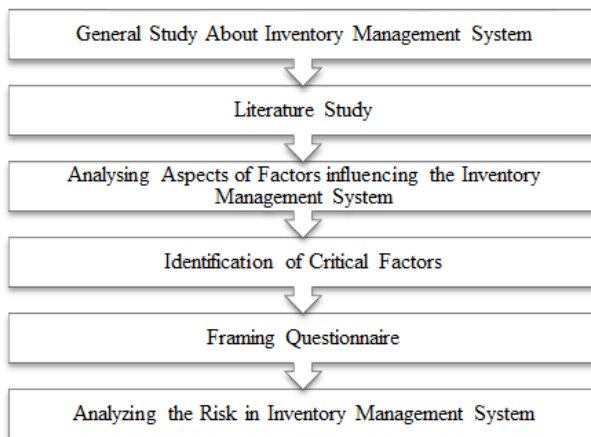 General Study About Inventory Management System
Literature Study
Analysing Aspects of Factors influencing the Inventory
Management System
Identification of Critical Factors
Framing Questionnaire
Analyzing the Risk in Inventory Management System